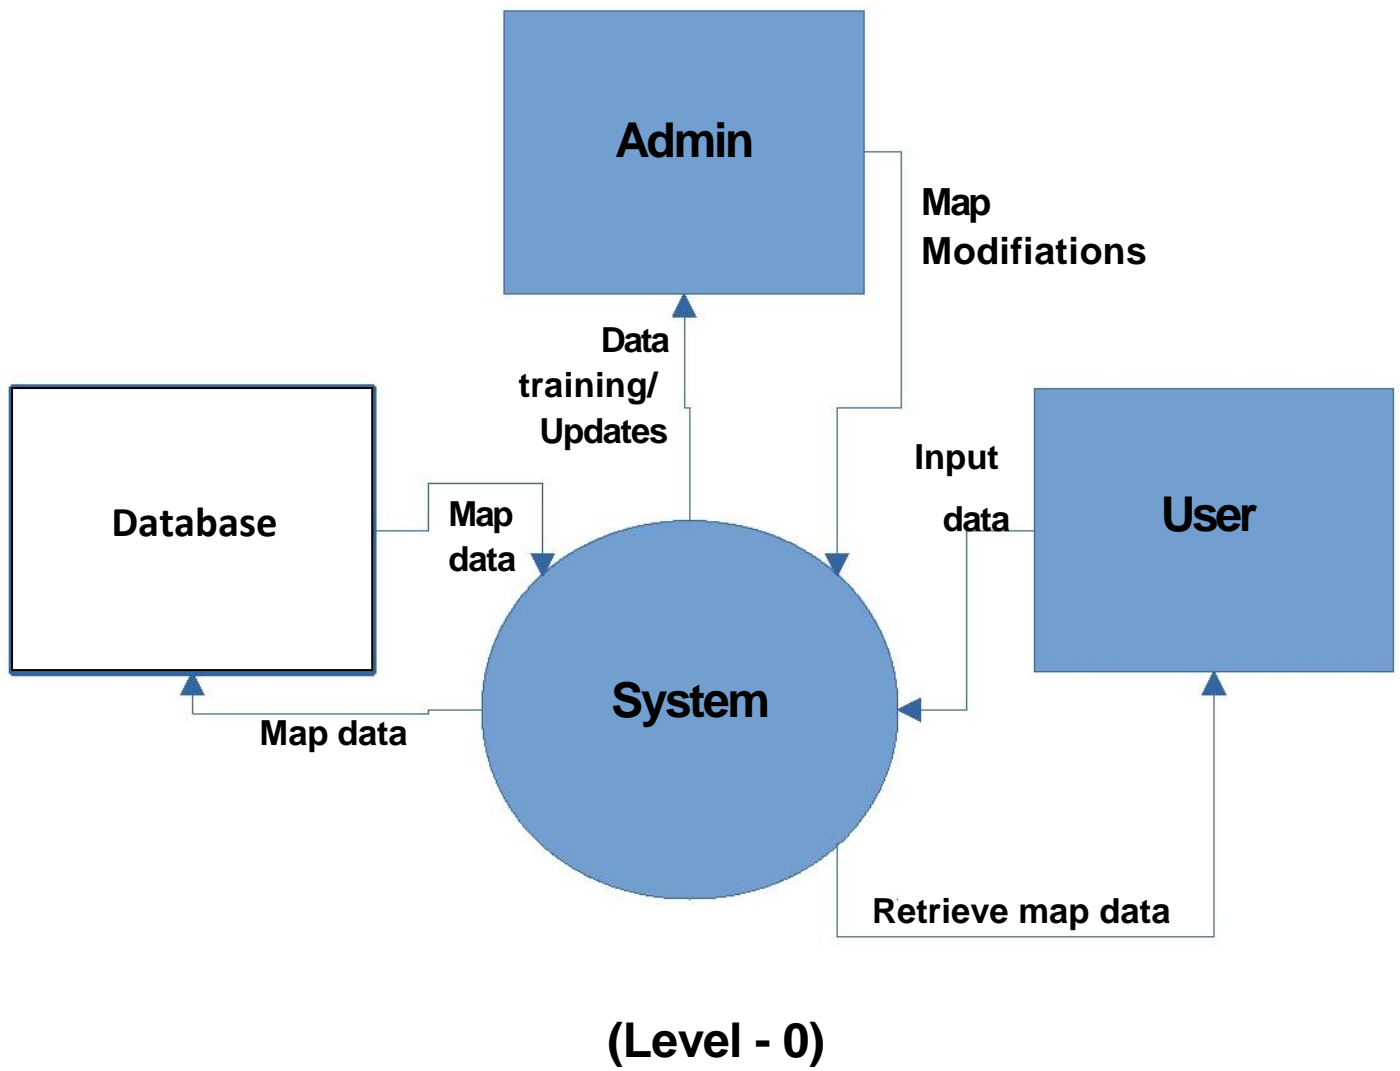 Admin
Map
Modifiations
Data
training/
Updates
Input
data
User
Database
Map
data
System
Map data
Retrieve map data
(Level - 0)